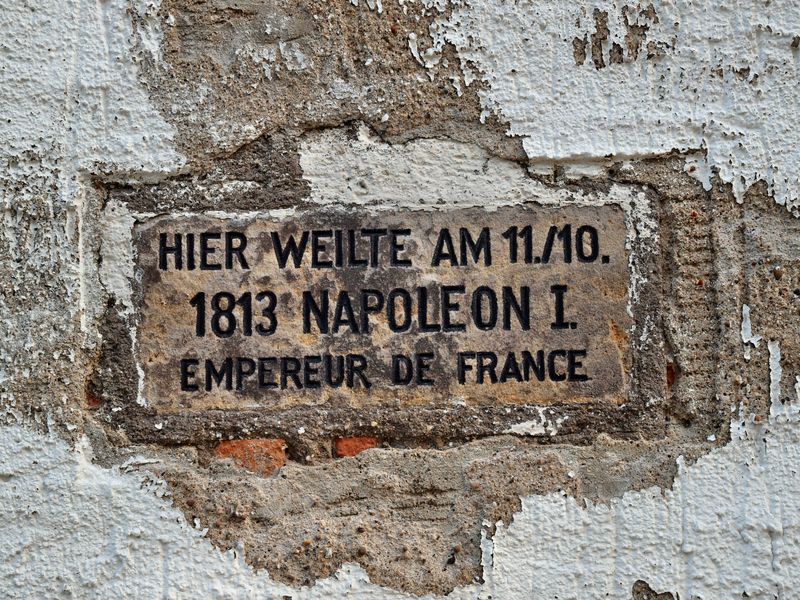 HIER WEILTE AM 11./10.
1813 NAPOLEON I.
EMPEREUR DE FRANCE